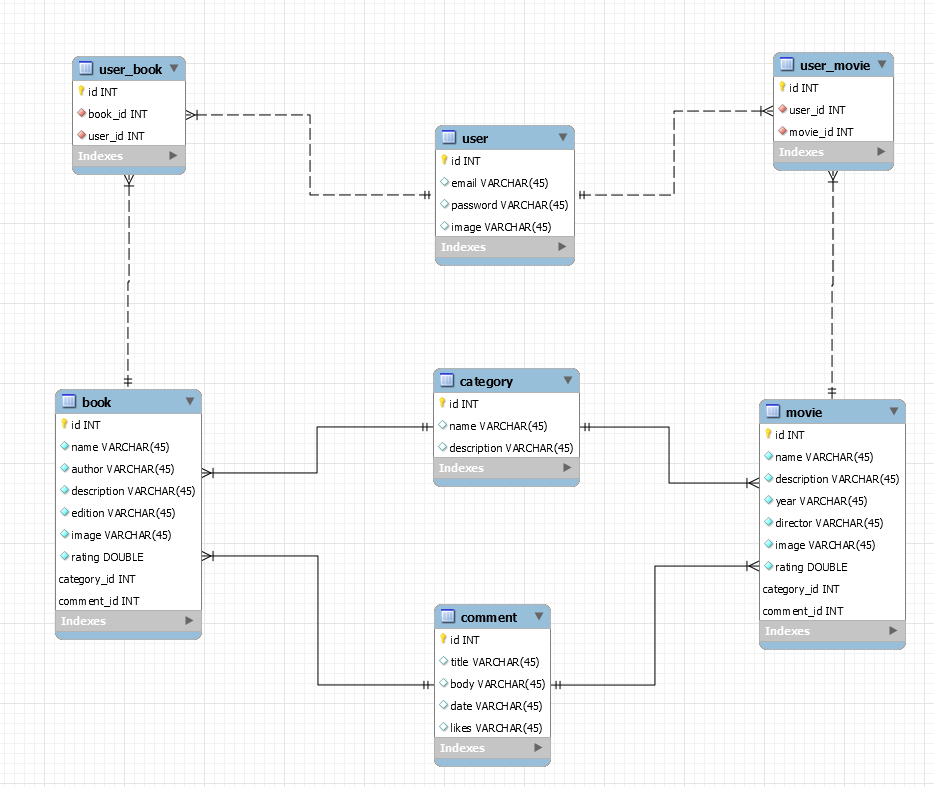 user_book
id INT
book_id INT
user_id INT
Indexes
user
id INT
email VARCHAR(45)
password VARCHAR(45)
image VARCHAR(45)
Indexes
user_movie
id INT
user_id INT
movie_id INT
Indexes
book
id INT
name VARCHAR(45)
author VARCHAR(45)
description VARCHAR(45)
edition VARCHAR(45)
image VARCHAR(45)
rating DOUBLE
category_id INT
comment_id INT
Indexes
category
id INT
name VARCHAR(45)
description VARCHAR(45)
Indexes
movie
id INT
name VARCHAR(45)
description VARCHAR(45)
year VARCHAR(45)
director VARCHAR(45)
image VARCHAR(45)
rating DOUBLE
category_id INT
comment_id INT
Indexes
comment
id INT
title VARCHAR(45)
body VARCHAR(45)
date VARCHAR(45)
likes VARCHAR(45)
Indexes